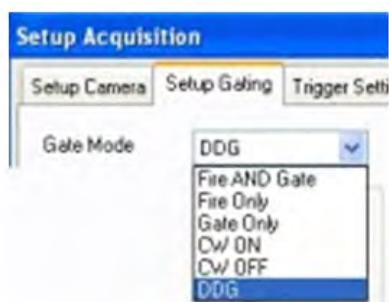 Setup Acquisition
Setup Camera Setup Gating Trigger Setti
Gate Mode DDG
Fire AND Gate
Fire Only
Gate Only
CW ON
CW OFF
DDG